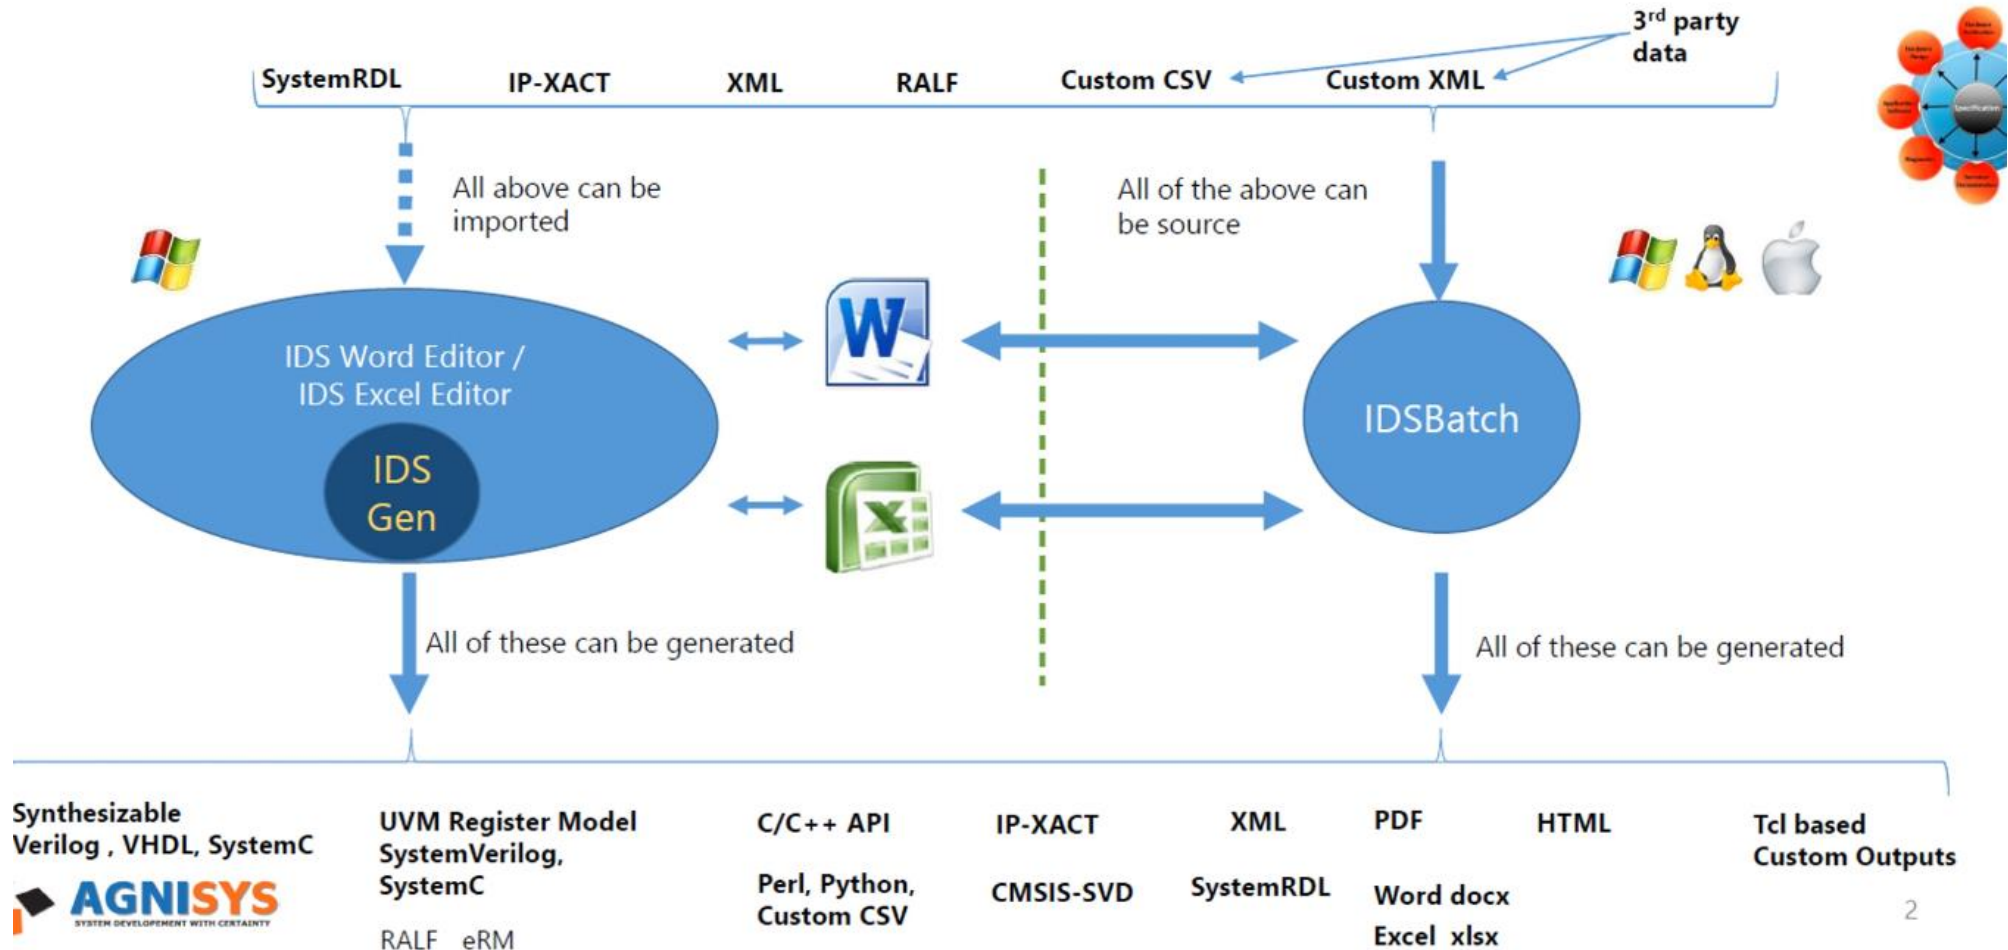 3rd party
data
SystemRDL
IP-XACT
XML
RALF
Custom CSV
Custom XML
Specification
All above can be
imported
All of the above can
be source
IDS Word Editor /
IDS Excel Editor
IDS
Gen
IDSBatch
All of these can be generated
All of these can be generated
Synthesizable
Verilog , VHDL, SystemC
UVM Register Model
SystemVerilog,
SystemC
RALF eRM
C/C++ API
Perl, Python,
Custom CSV
IP-XACT
CMSIS-SVD
XML
SystemRDL
PDF
Word docx
Excel xlsx
HTML
Tcl based
Custom Outputs
AGNISYS
SYSTEM DEVELOPEMENT WITH CERTAINTY
2